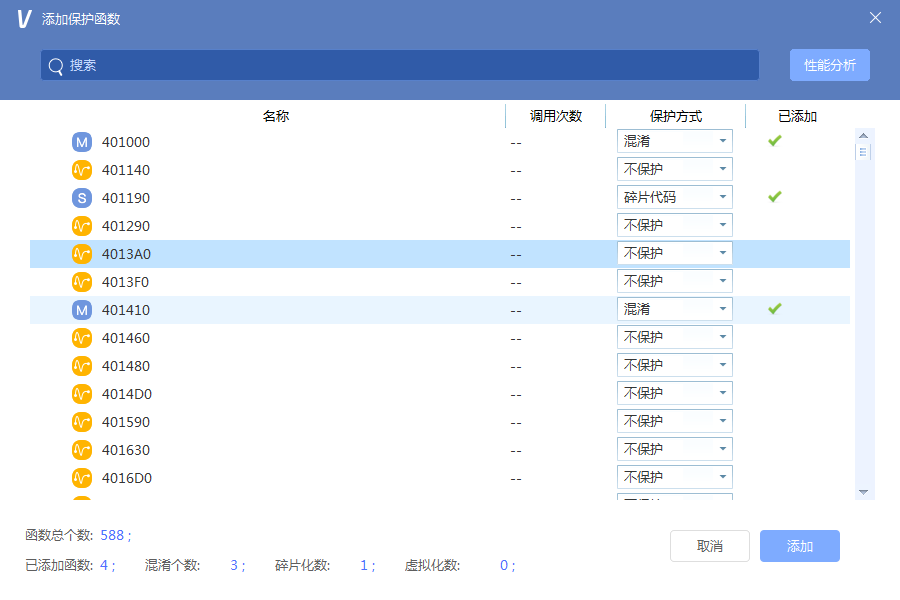 V 添加保护函数
搜索 性能分析
名称 调用次数 保护方式 已添加
M 401000 -- 混淆
401140 -- 不保护
S 401190 -- 碎片代码
401290 -- 不保护
4013A0 -- 不保护
4013F0 -- 不保护
M 401410 -- 混淆
401460 -- 不保护
401480 -- 不保护
4014D0 -- 不保护
401590 -- 不保护
401630 -- 不保护
4016D0 -- 不保护
函数总个数: 588 ;
已添加函数: 4 ; 混淆个数: 3 ; 碎片化数: 1 ; 虚拟化数: 0 ;
取消 添加